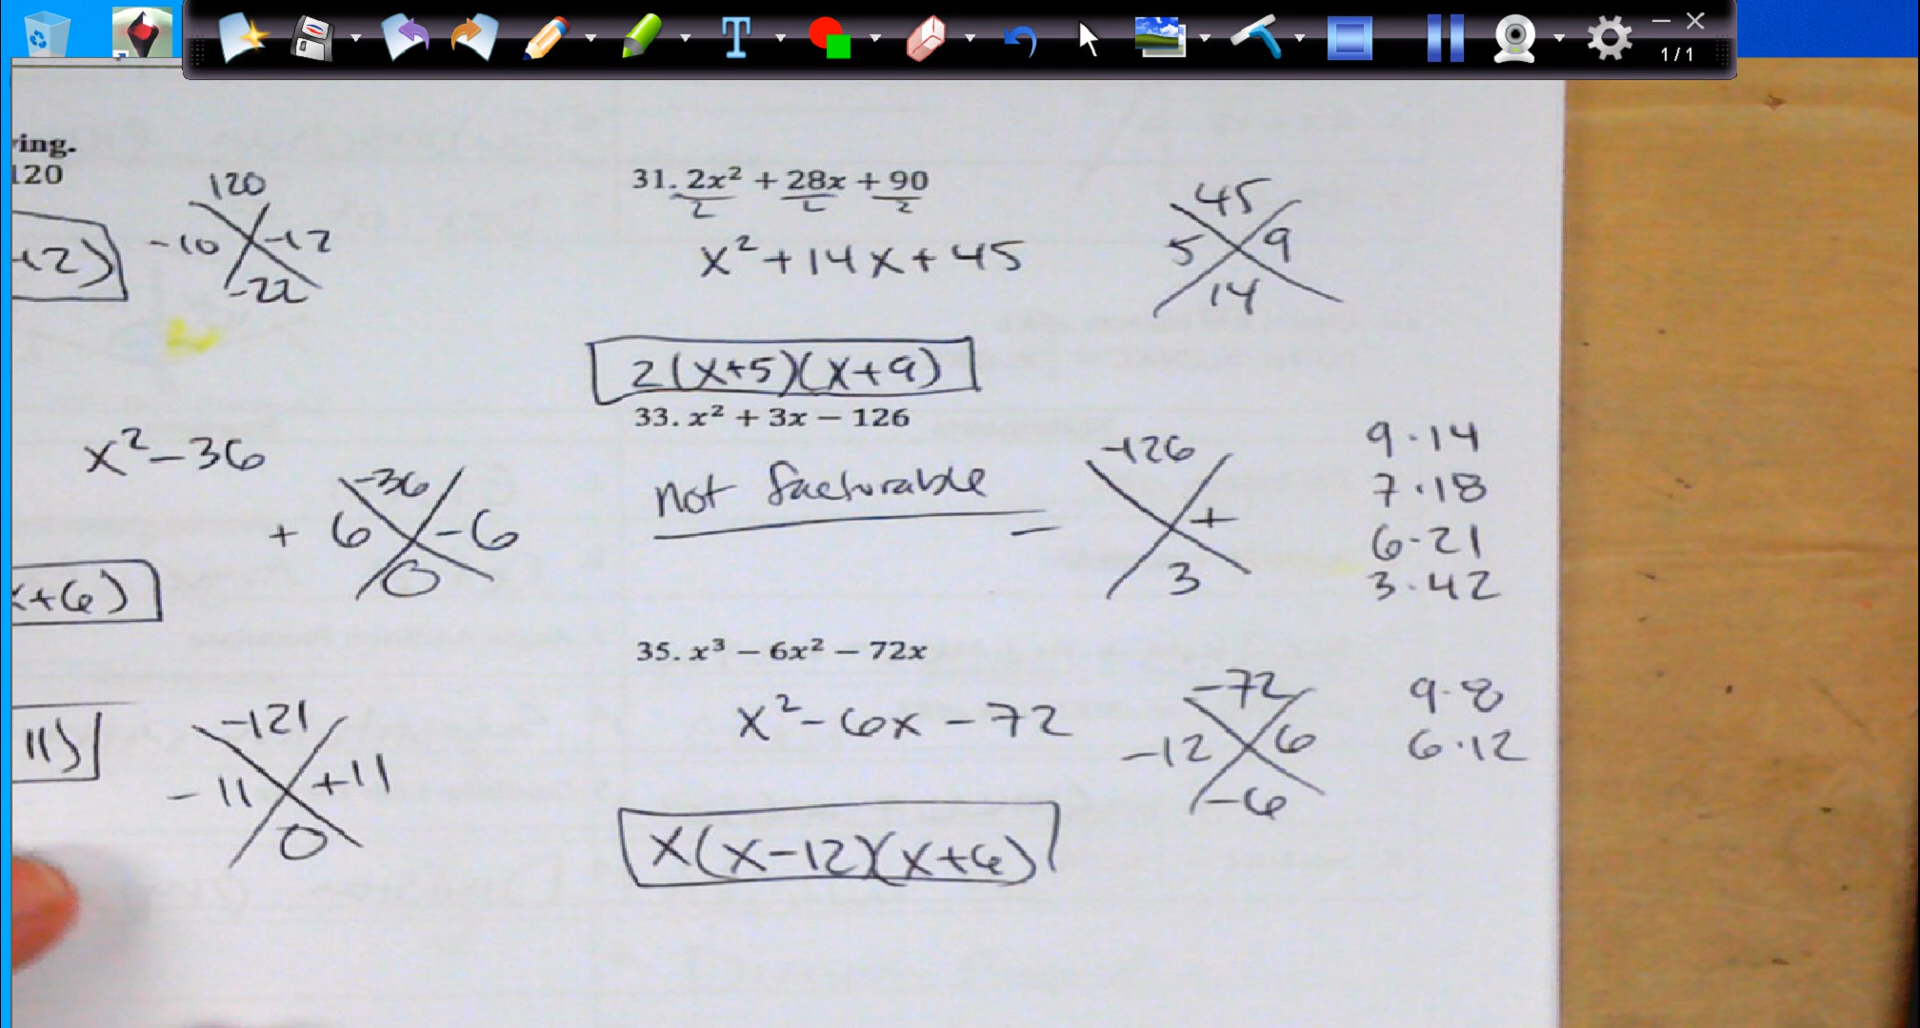 1/1
ring.
120
120
-10 -12
-22
12)
31. 2x² + 28x + 90
2 2 2
x² + 14x + 45
45
5 9
14
2(x+5)(x+9)
x² - 36
-36
+ 6 -6
0
x+6)
33. x² + 3x − 126
not factorable
-126
+
3
9·14
7·18
6·21
3·42
11)
-121
-11 +11
0
35. x³ − 6x² − 72x
x² - 6x - 72
-72
-12 6
-6
9·8
6·12
x(x-12)(x+6)